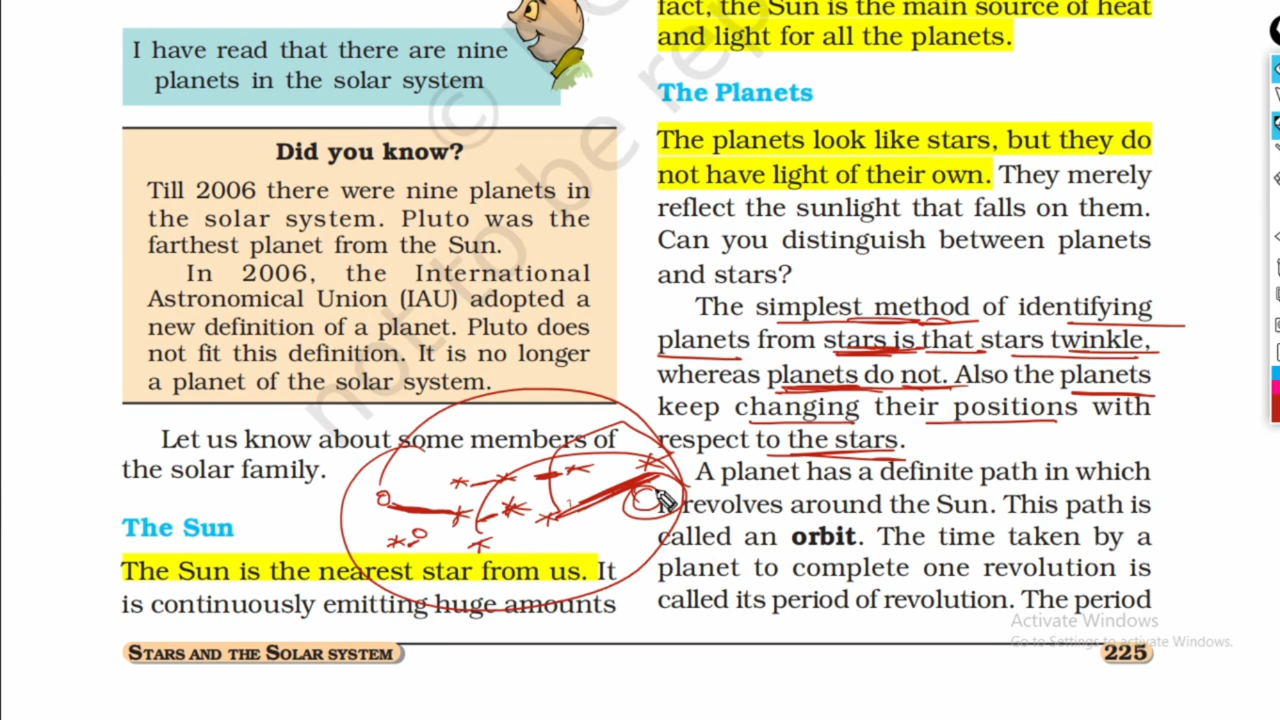 I have read that there are nine
planets in the solar system
Did you know?
Till 2006 there were nine planets in
the solar system. Pluto was the
farthest planet from the Sun.
In 2006, the International
Astronomical Union (IAU) adopted a
new definition of a planet. Pluto does
not fit this definition. It is no longer
a planet of the solar system.
Let us know about some members of
the solar family.
The Sun
The Sun is the nearest star from us. It
is continuously emitting huge amounts
fact, the Sun is the main source of heat
and light for all the planets.
The Planets
The planets look like stars, but they do
not have light of their own. They merely
reflect the sunlight that falls on them.
Can you distinguish between planets
and stars?
The simplest method of identifying
planets from stars is that stars twinkle,
whereas planets do not. Also the planets
keep changing their positions with
respect to the stars.
A planet has a definite path in which
it revolves around the Sun. This path is
called an orbit. The time taken by a
planet to complete one revolution is
called its period of revolution. The period
STARS AND THE SOLAR SYSTEM
225
not to be rep
Activate Windows
Go to Settings to activate Windows.